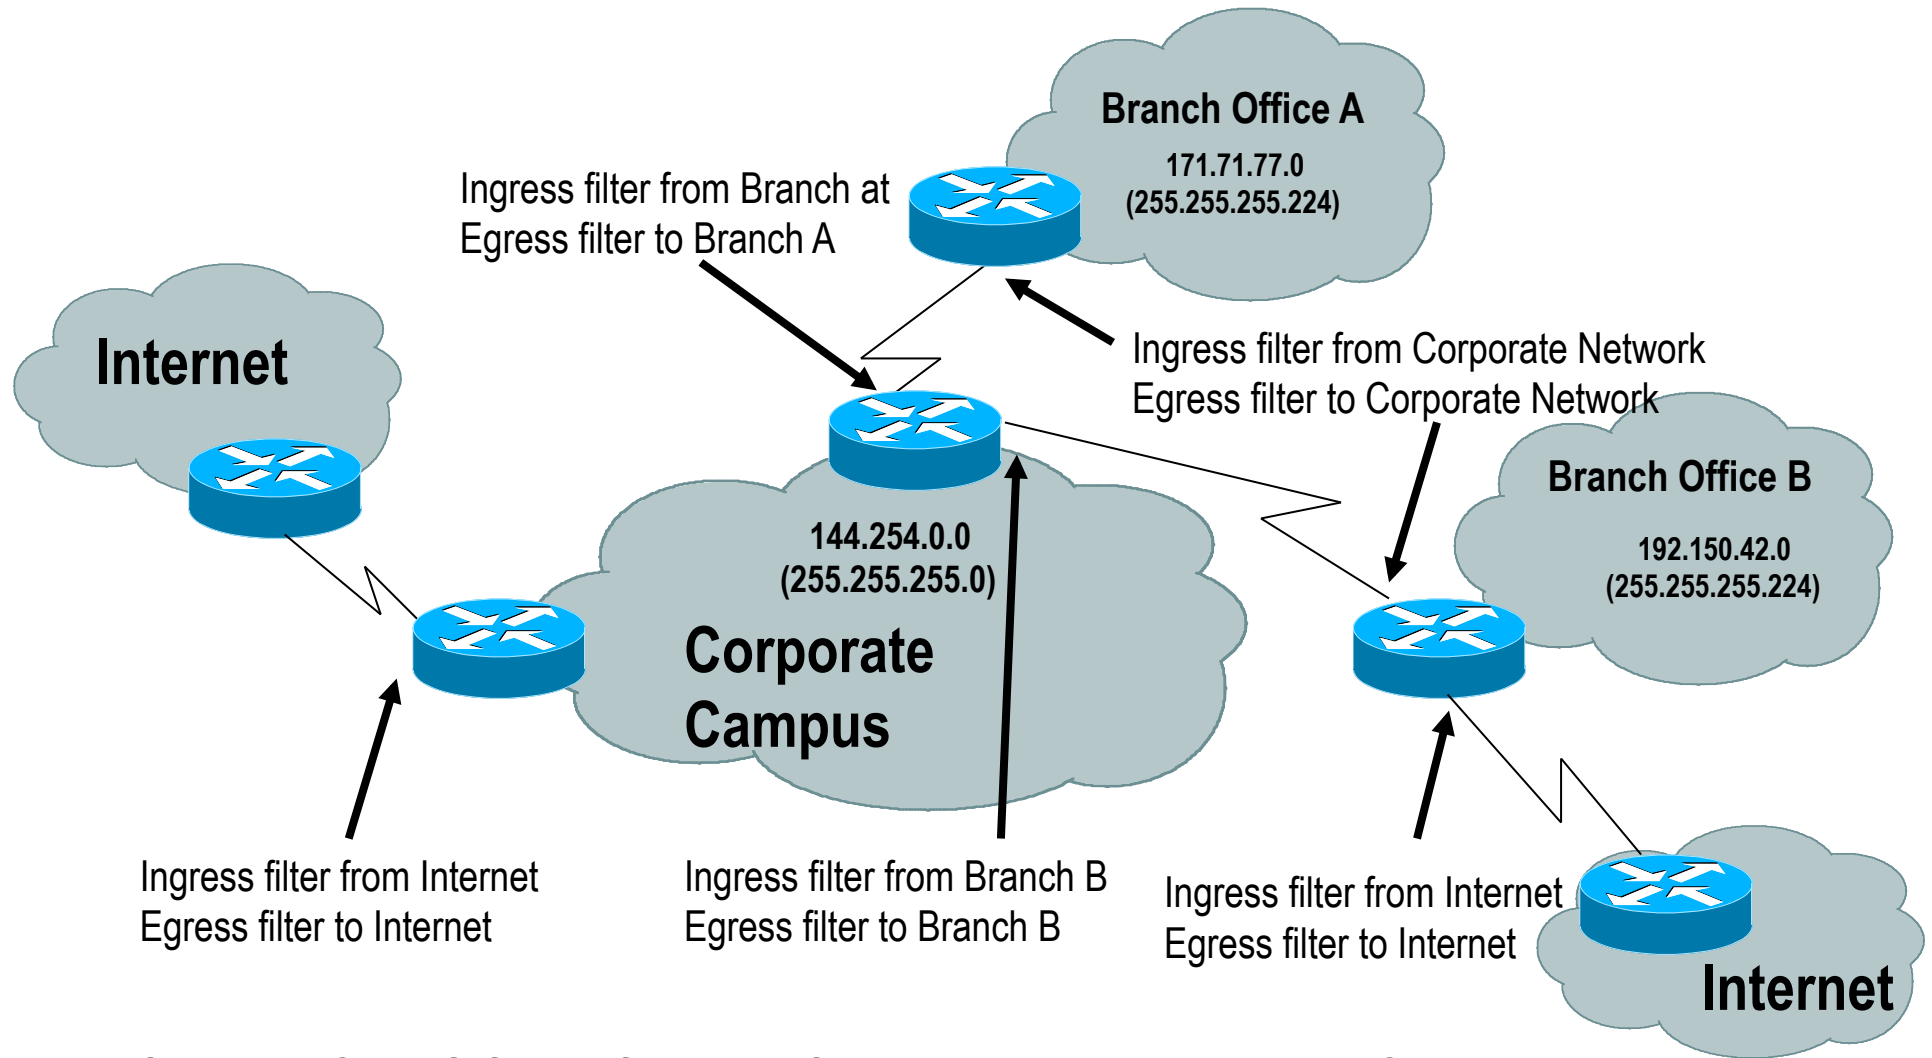 Branch Office A
171.71.77.0
(255.255.255.224)
Ingress filter from Branch at
Egress filter to Branch A
Internet
Ingress filter from Corporate Network
Egress filter to Corporate Network
Branch Office B
192.150.42.0
(255.255.255.224)
144.254.0.0
(255.255.255.0)
Corporate
Campus
Ingress filter from Internet
Egress filter to Internet
Ingress filter from Branch B
Egress filter to Branch B
Ingress filter from Internet
Egress filter to Internet
Internet